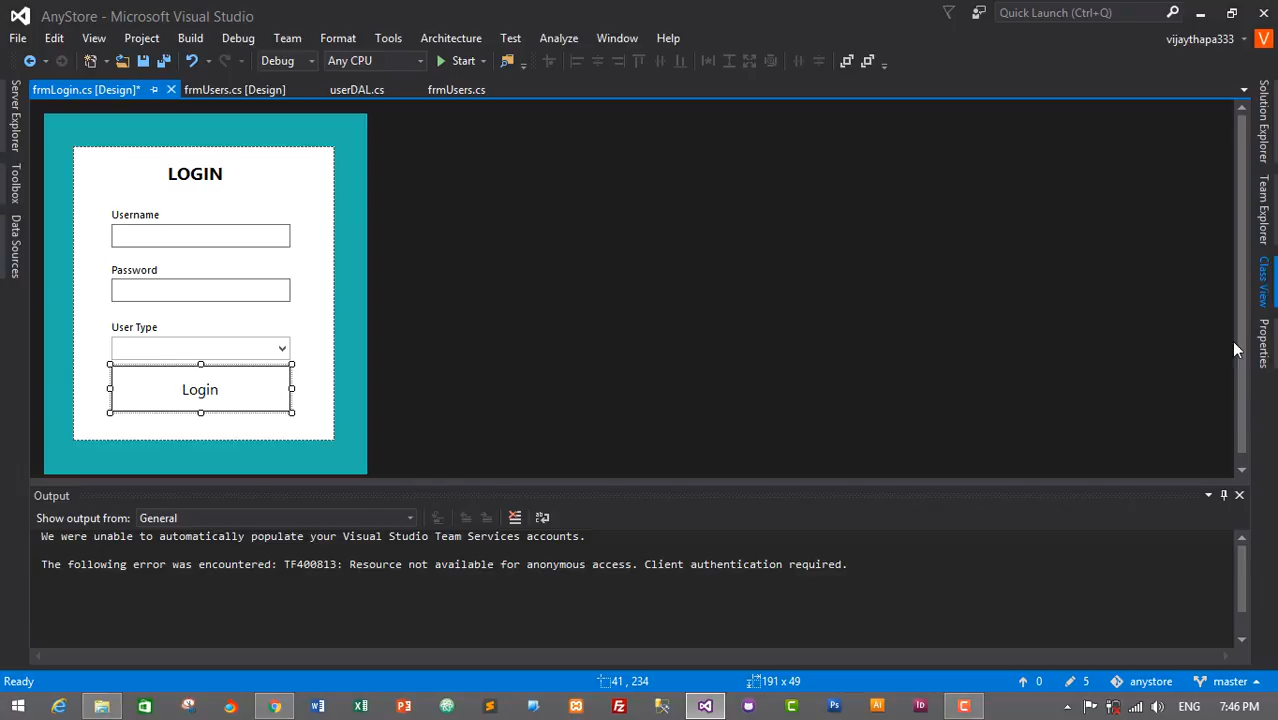 AnyStore - Microsoft Visual Studio
Quick Launch (Ctrl+Q)
File Edit View Project Build Debug Team Format Tools Architecture Test Analyze Window Help
vijaythapa333 V
Debug Any CPU Start
frmLogin.cs [Design]* frmUsers.cs [Design] userDAL.cs frmUsers.cs
Server Explorer
Toolbox
Data Sources
LOGIN
Username
Password
User Type
Login
Solution Explorer
Team Explorer
Class View
Properties
Output
Show output from: General
We were unable to automatically populate your Visual Studio Team Services accounts.
The following error was encountered: TF400813: Resource not available for anonymous access. Client authentication required.
Ready 41 , 234 191 x 49 0 5 anystore master
ENG 7:46 PM